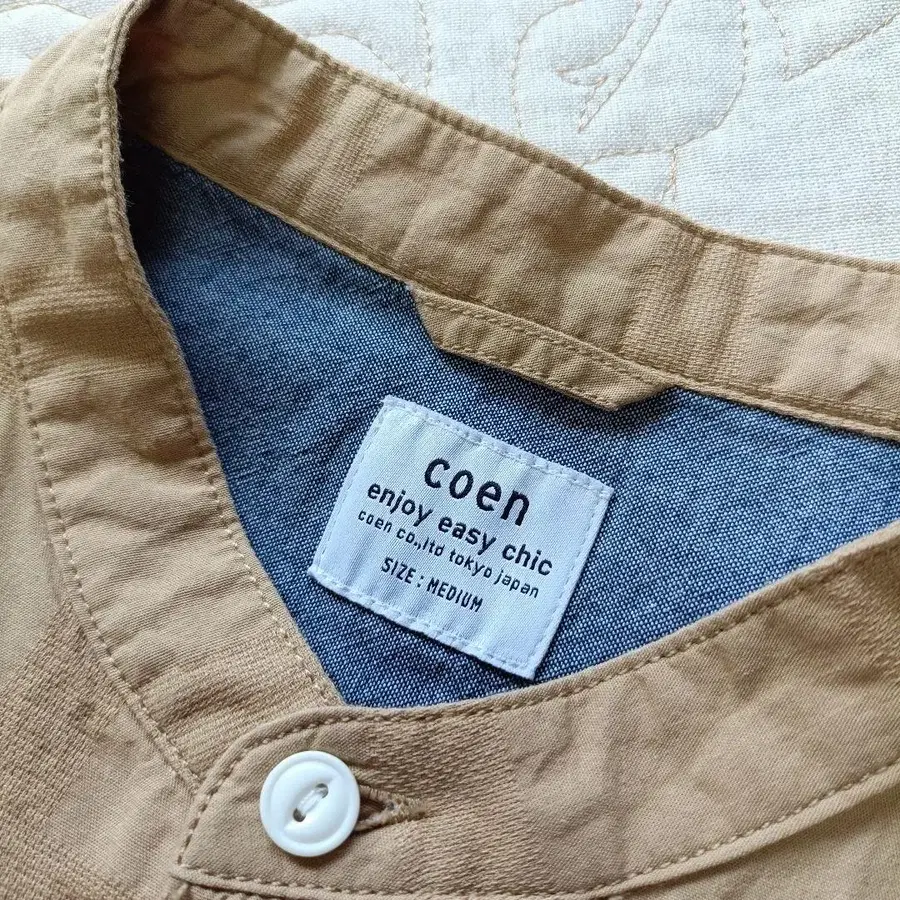 coen
enjoy easy chic
coen co.,ltd tokyo japan
SIZE : MEDIUM